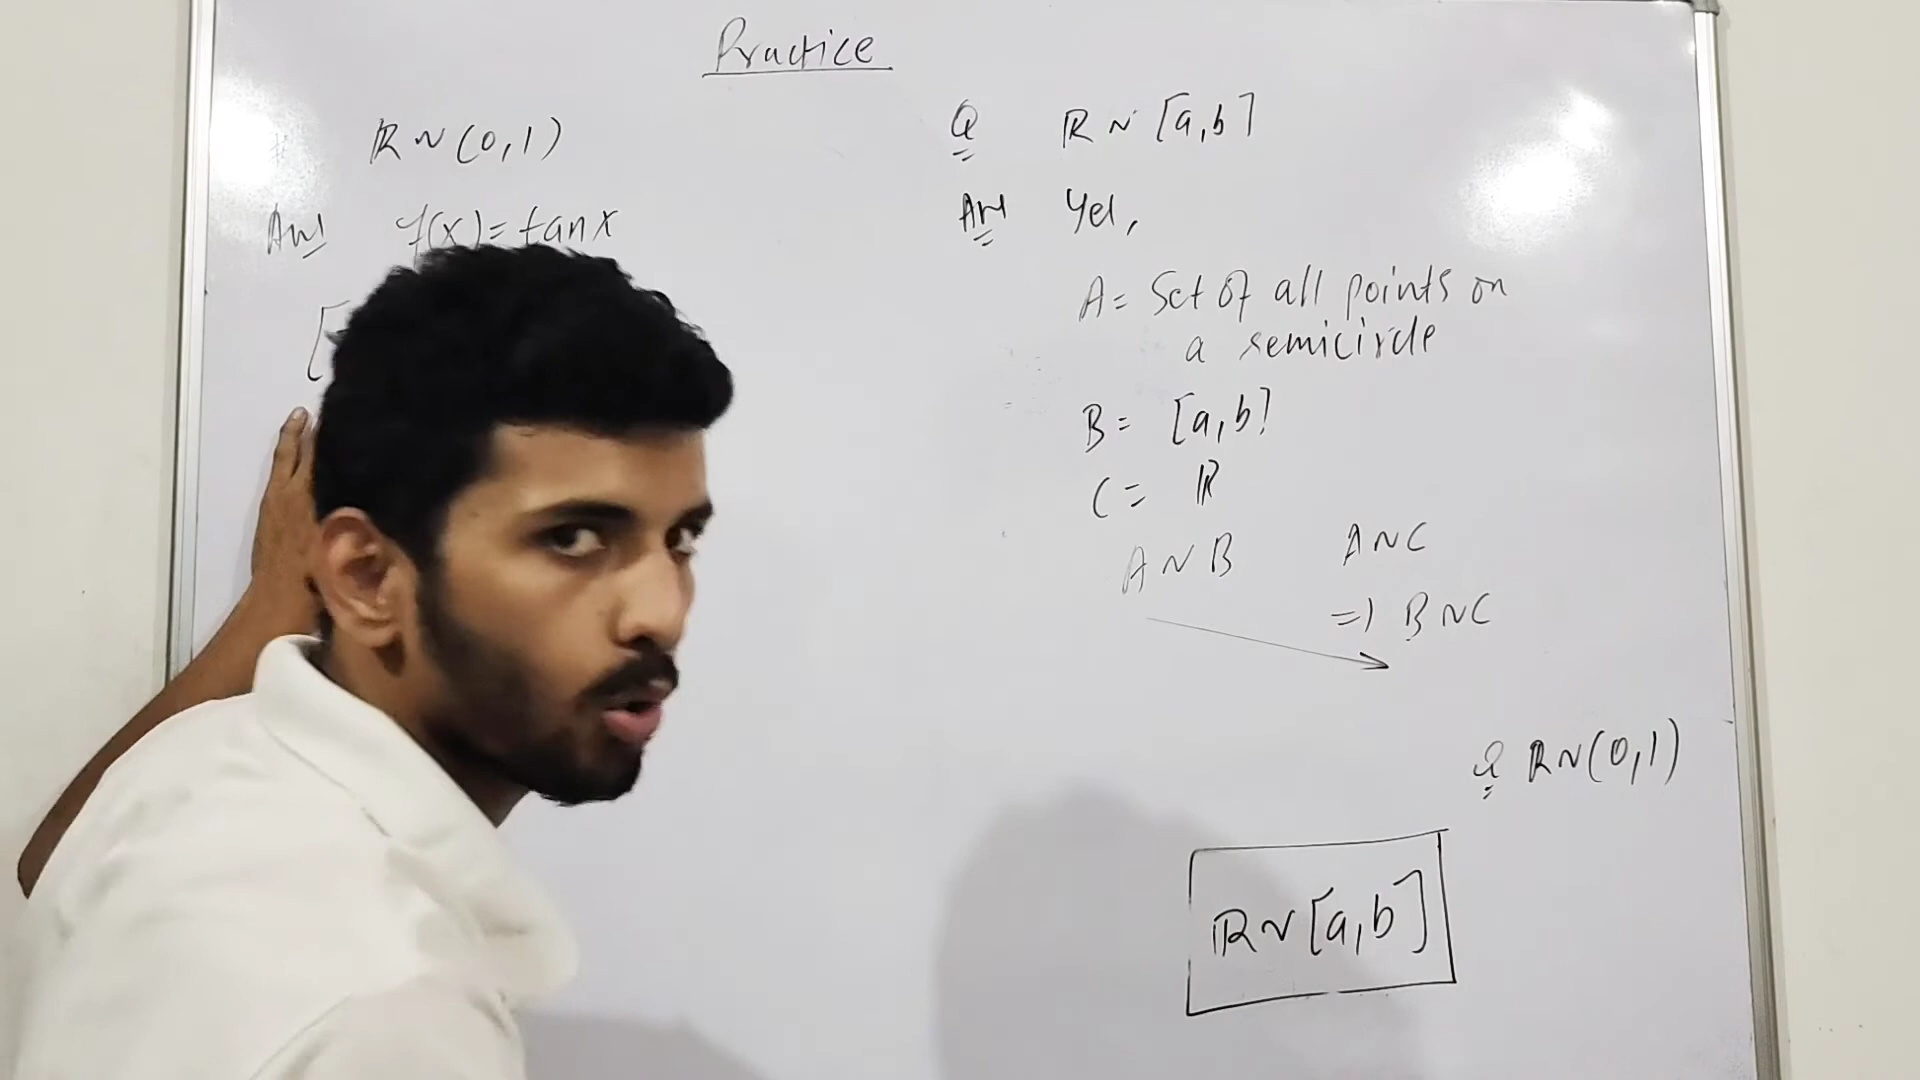 Practice
R ~ (0,1)
Ans f(x) = tan x
[
Q R ~ [a,b]
Ans Yes,
A = Set of all points on
a semicircle
B = [a,b]
C = R
A ~ B A ~ C
=) B ~ C
Q R ~ (0,1)
R ~ [a,b]